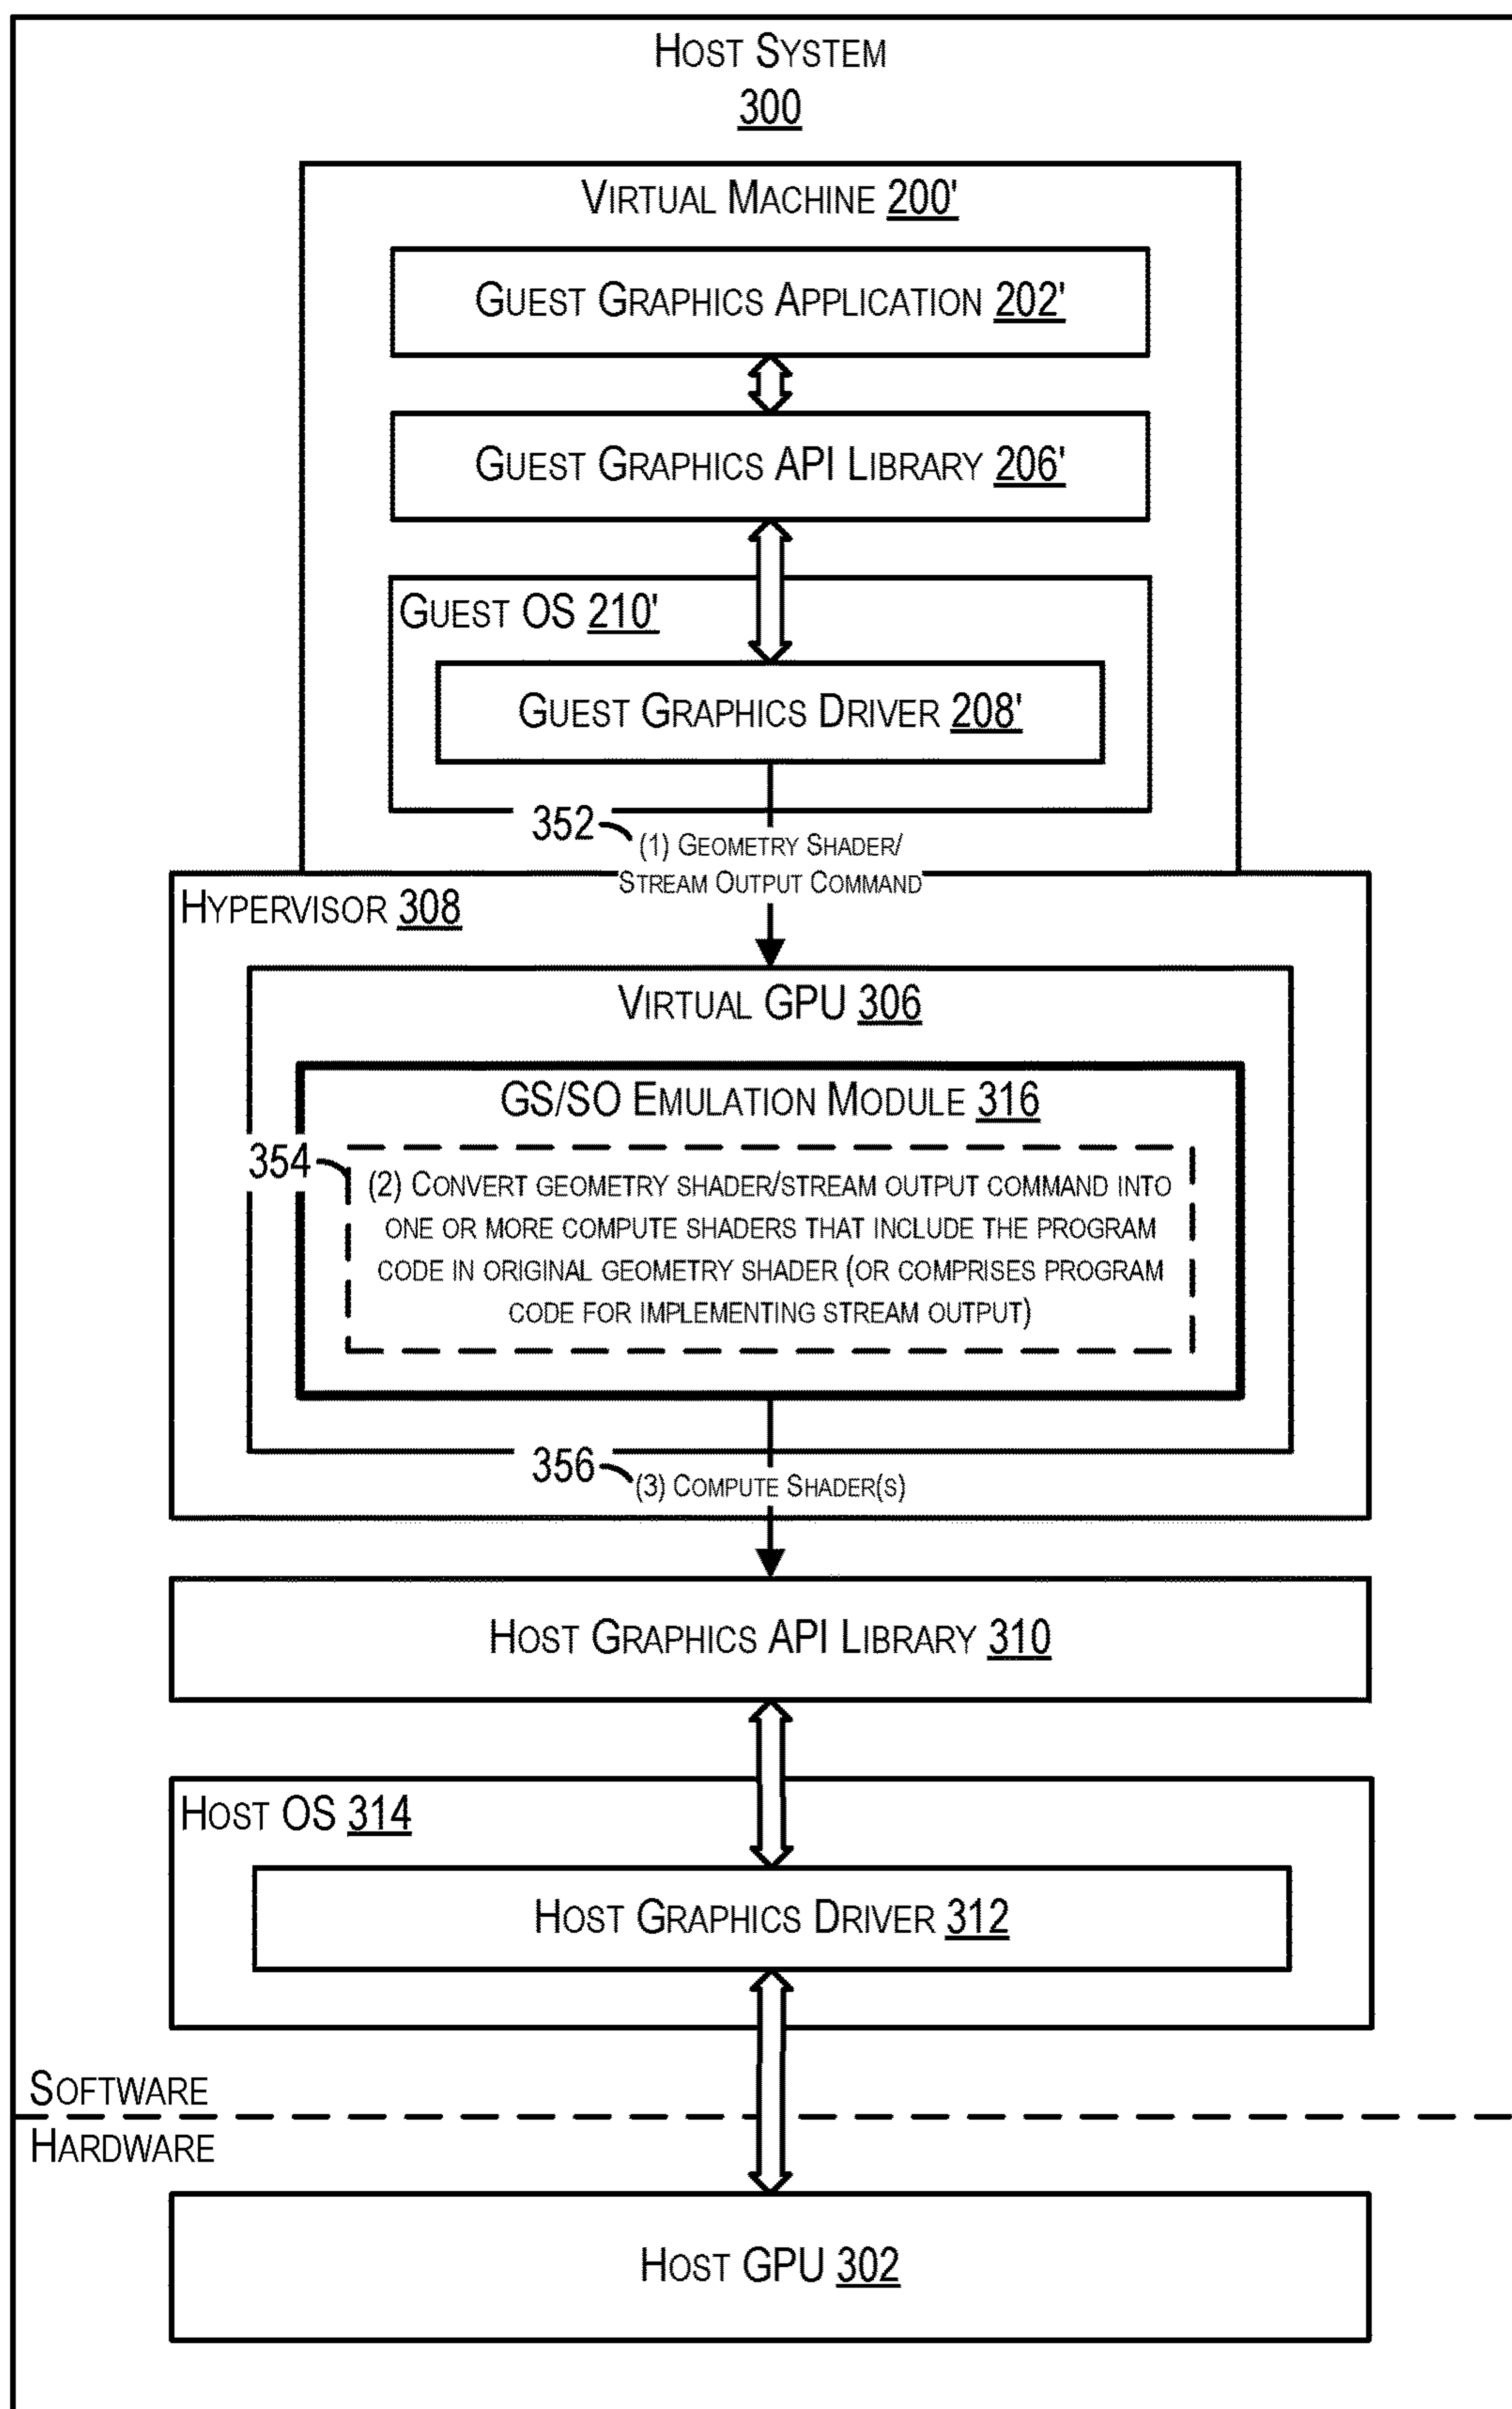 HOST SYSTEM
300
VIRTUAL MACHINE 200'
GUEST GRAPHICS APPLICATION 202'
GUEST GRAPHICS API LIBRARY 206'
GUEST OS 210'
GUEST GRAPHICS DRIVER 208'
352
(1) GEOMETRY SHADER/
STREAM OUTPUT COMMAND
HYPERVISOR 308
VIRTUAL GPU 306
GS/SO EMULATION MODULE 316
354
(2) CONVERT GEOMETRY SHADER/STREAM OUTPUT COMMAND INTO
ONE OR MORE COMPUTE SHADERS THAT INCLUDE THE PROGRAM
CODE IN ORIGINAL GEOMETRY SHADER (OR COMPRISES PROGRAM
CODE FOR IMPLEMENTING STREAM OUTPUT)
356
(3) COMPUTE SHADER(S)
HOST GRAPHICS API LIBRARY 310
HOST OS 314
HOST GRAPHICS DRIVER 312
SOFTWARE
HARDWARE
HOST GPU 302